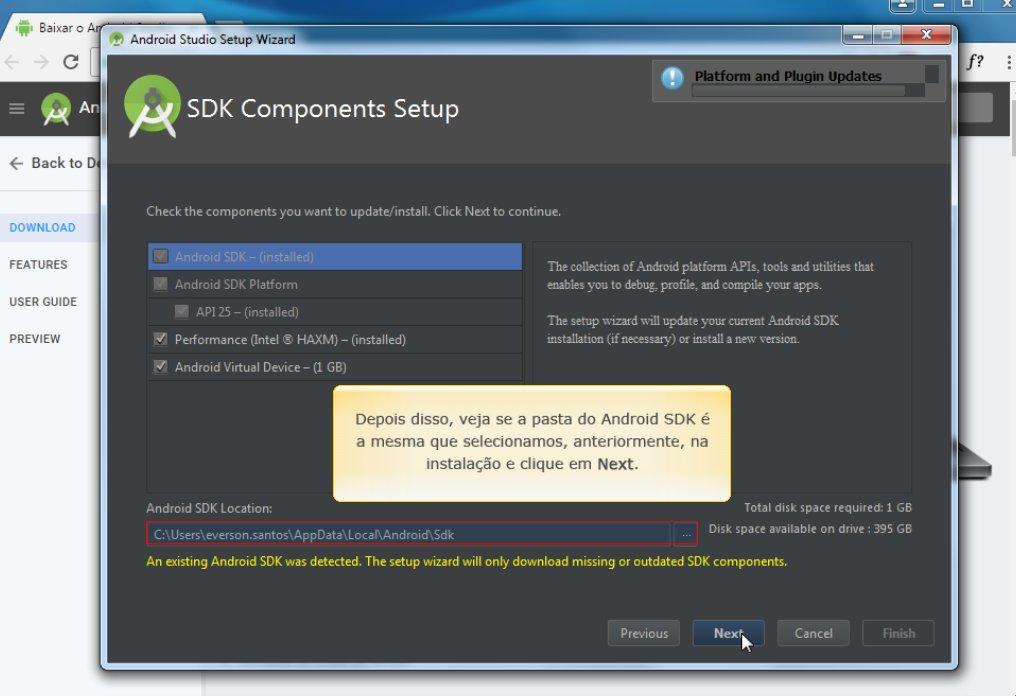 Baixar o An
Android Studio Setup Wizard
f?
An
SDK Components Setup
Platform and Plugin Updates
Back to De
DOWNLOAD
FEATURES
USER GUIDE
PREVIEW
Check the components you want to update/install. Click Next to continue.
Android SDK – (installed)
Android SDK Platform
API 25 – (installed)
Performance (Intel ® HAXM) – (installed)
Android Virtual Device – (1 GB)
The collection of Android platform APIs, tools and utilities that
enables you to debug, profile, and compile your apps.
The setup wizard will update your current Android SDK
installation (if necessary) or install a new version.
Depois disso, veja se a pasta do Android SDK é
a mesma que selecionamos, anteriormente, na
instalação e clique em Next.
Android SDK Location:
Total disk space required: 1 GB
C:\Users\everson.santos\AppData\Local\Android\Sdk
...
Disk space available on drive : 395 GB
An existing Android SDK was detected. The setup wizard will only download missing or outdated SDK components.
Previous
Next
Cancel
Finish